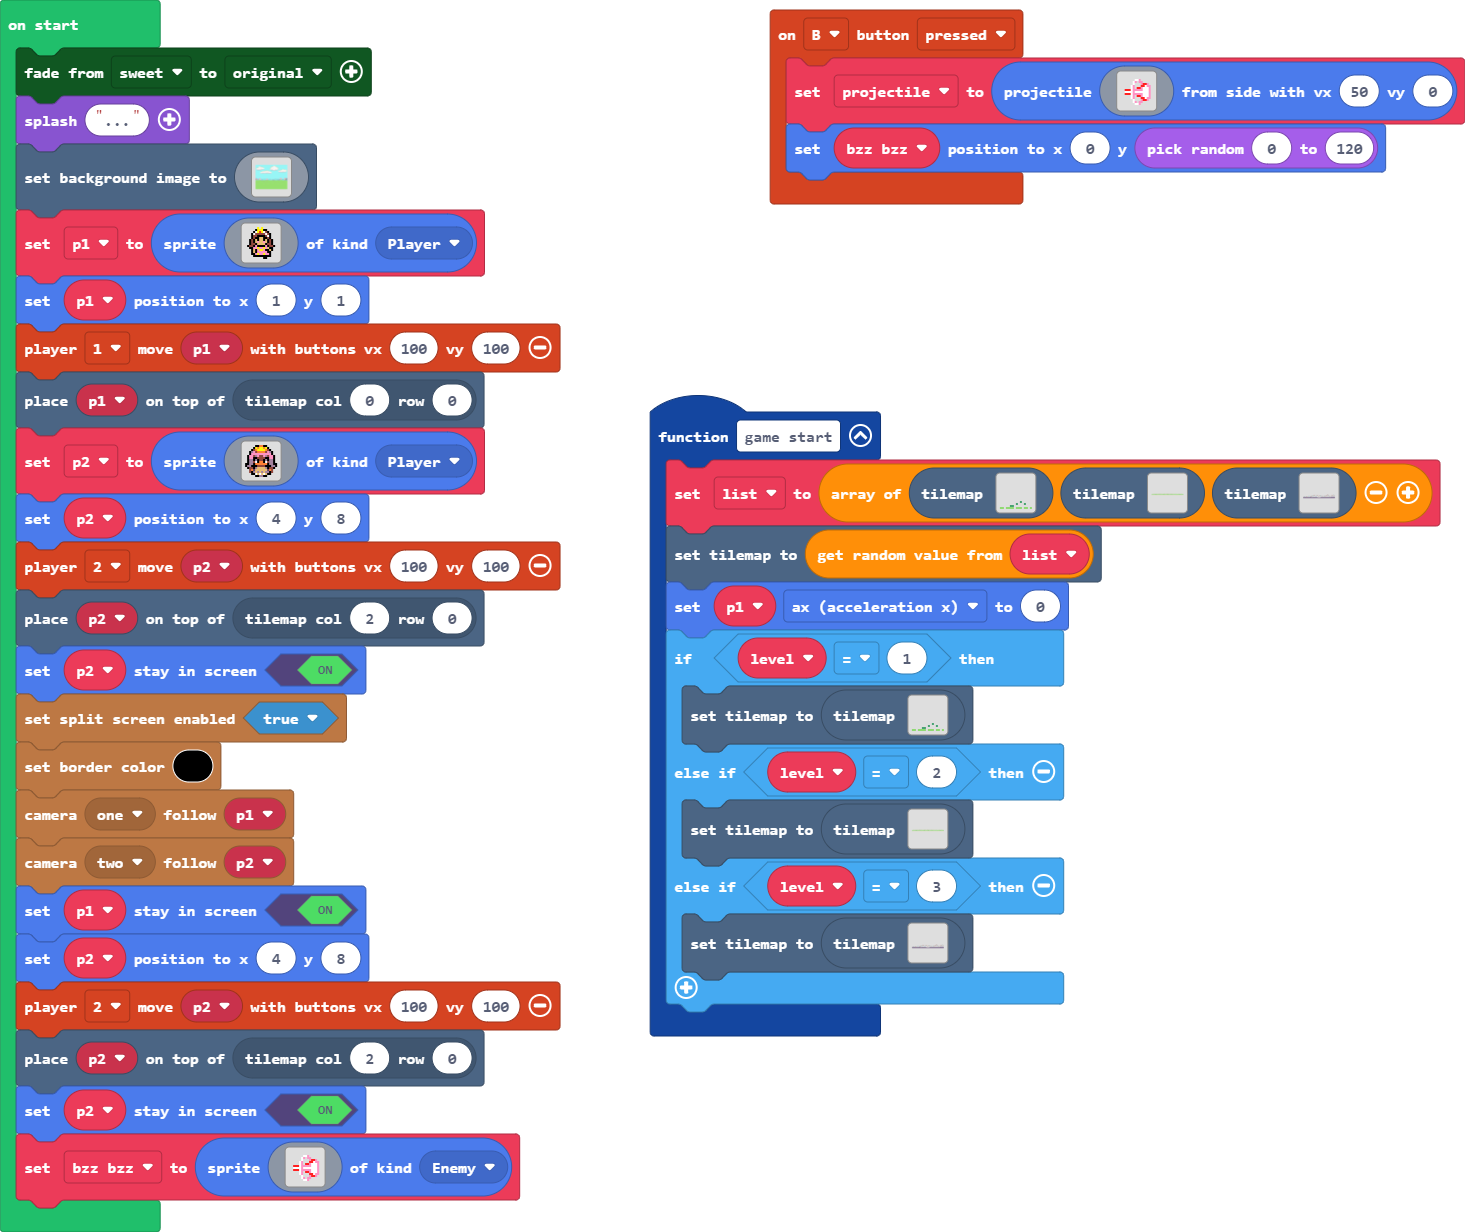 on start
fade from sweet to original
splash "..."
set background image to
set p1 to sprite of kind Player
set p1 position to x 1 y 1
player 1 move p1 with buttons vx 100 vy 100
place p1 on top of tilemap col 0 row 0
set p2 to sprite of kind Player
set p2 position to x 4 y 8
player 2 move p2 with buttons vx 100 vy 100
place p2 on top of tilemap col 2 row 0
set p2 stay in screen ON
set split screen enabled true
set border color
camera one follow p1
camera two follow p2
set p1 stay in screen ON
set p2 position to x 4 y 8
player 2 move p2 with buttons vx 100 vy 100
place p2 on top of tilemap col 2 row 0
set p2 stay in screen ON
set bzz bzz to sprite of kind Enemy
on B button pressed
set projectile to projectile from side with vx 50 vy 0
set bzz bzz position to x 0 y pick random 0 to 120
function game start
set list to array of tilemap tilemap tilemap
set tilemap to get random value from list
set p1 ax (acceleration x) to 0
if level = 1 then
set tilemap to tilemap
else if level = 2 then
set tilemap to tilemap
else if level = 3 then
set tilemap to tilemap